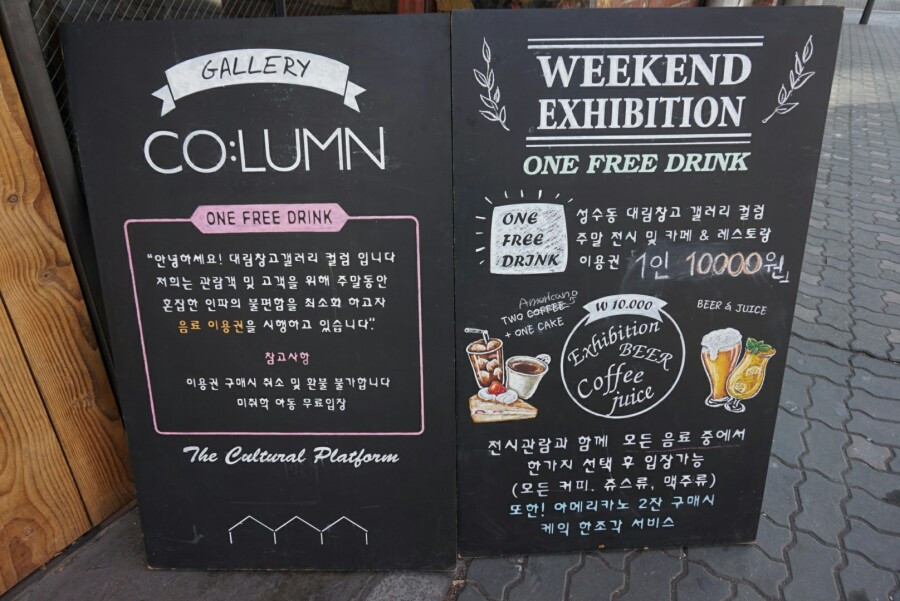 GALLERY
CO:LUMN
ONE FREE DRINK
"안녕하세요! 대림창고갤러리 컬럼 입니다
저희는 관람객 및 고객을 위해 주말동안
혼잡한 인파의 불편함을 최소화 하고자
음료 이용권을 시행하고 있습니다".
참고사항
이용권 구매시 취소 및 환불 불가합니다
미취학 아동 무료입장
The Cultural Platform
WEEKEND
EXHIBITION
ONE FREE DRINK
ONE
FREE
DRINK
성수동 대림창고 갤러리 컬럼
주말 전시 및 카페 & 레스토랑
이용권 1인 10000원
Americano
TWO COFFEE
+ ONE CAKE
₩ 10.000
Exhibition
BEER
Coffee
juice
BEER & JUICE
전시관람과 함께 모든 음료 중에서
한가지 선택 후 입장가능
(모든 커피, 쥬스류, 맥주류)
또한! 아메리카노 2잔 구매시
케익 한조각 서비스